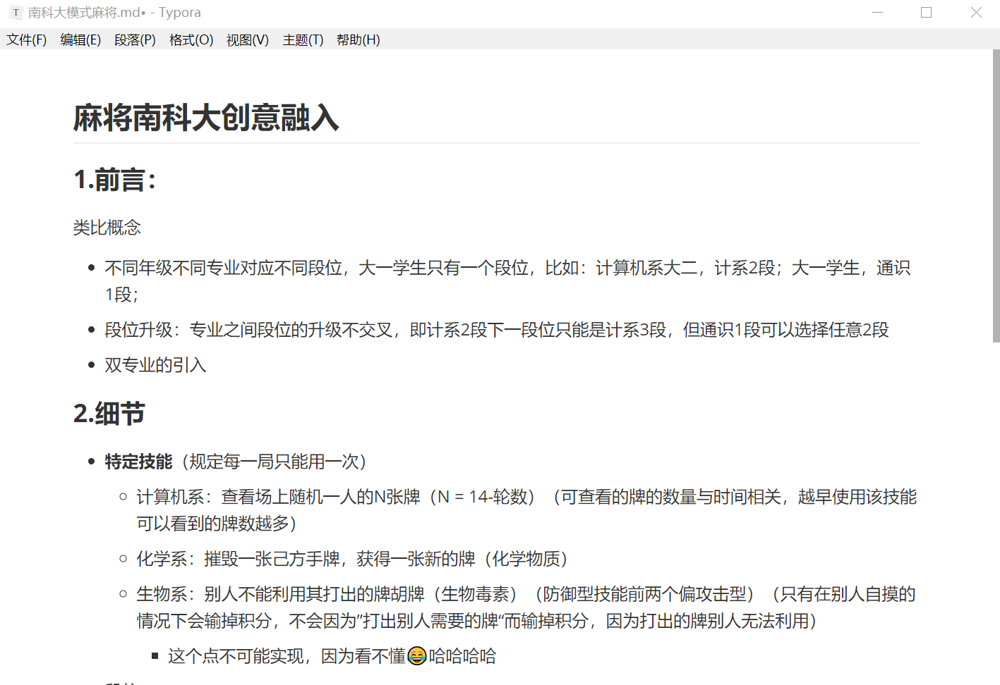 南科大模式麻将.md• - Typora
文件(F) 编辑(E) 段落(P) 格式(O) 视图(V) 主题(T) 帮助(H)
麻将南科大创意融入
1.前言：
类比概念
不同年级不同专业对应不同段位，大一学生只有一个段位，比如：计算机系大二，计系2段；大一学生，通识
1段；
段位升级：专业之间段位的升级不交叉，即计系2段下一段位只能是计系3段，但通识1段可以选择任意2段
双专业的引入
2.细节
特定技能（规定每一局只能用一次）
计算机系：查看场上随机一人的N张牌（N = 14-轮数）（可查看的牌的数量与时间相关，越早使用该技能
可以看到的牌数越多）
化学系：摧毁一张己方手牌，获得一张新的牌（化学物质）
生物系：别人不能利用其打出的牌胡牌（生物毒素）（防御型技能前两个偏攻击型）（只有在别人自摸的
情况下会输掉积分，不会因为”打出别人需要的牌“而输掉积分，因为打出的牌别人无法利用）
这个点不可能实现，因为看不懂😂哈哈哈哈